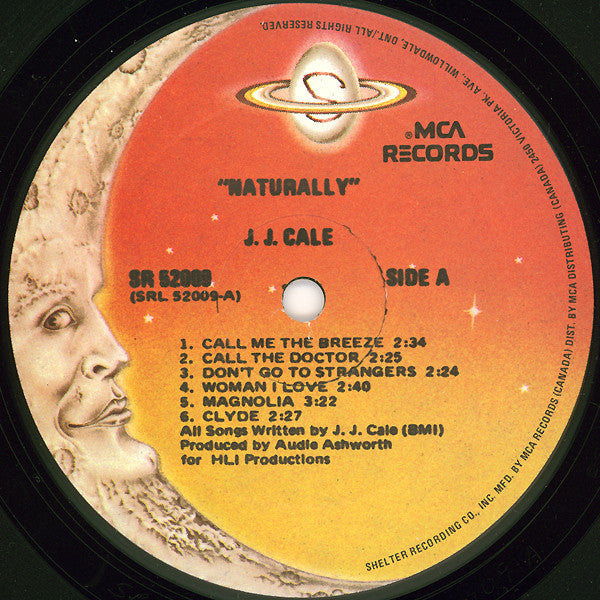 ®MCA
RECORDS
"NATURALLY"
J. J. CALE
SR 52009
(SRL 52009-A)
SIDE A
1. CALL ME THE BREEZE 2:34
2. CALL THE DOCTOR 2:25
3. DON'T GO TO STRANGERS 2:24
4. WOMAN I LOVE 2:40
5. MAGNOLIA 3:22
6. CLYDE 2:27
All Songs Written by J. J. Cale (BMI)
Produced by Audie Ashworth
for HLI Productions
SHELTER RECORDING CO., INC. MFD. BY MCA RECORDS (CANADA) DIST. BY MCA DISTRIBUTING (CANADA) 2450 VICTORIA PK. AVE., WILLOWDALE, ONT./ALL RIGHTS RESERVED.